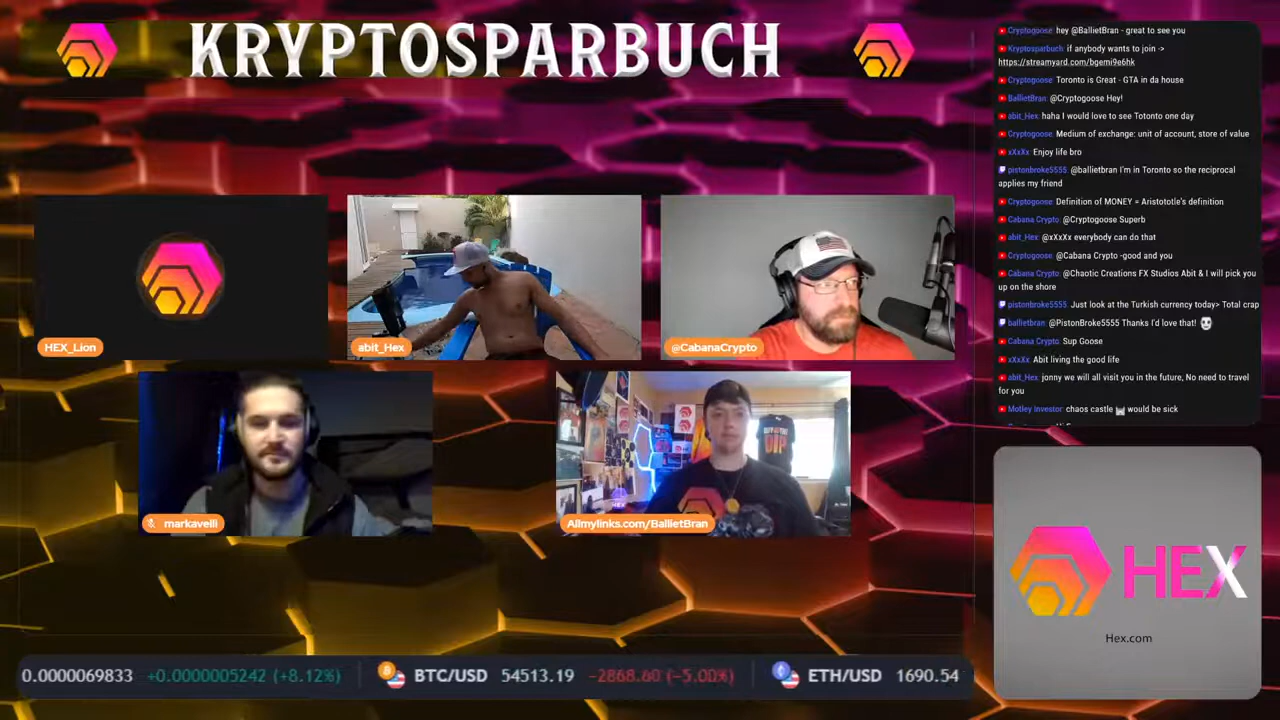 KRYPTOSPARBUCH
HEX_Lion
abit_Hex
@CabanaCrypto
markavelli
Allmylinks.com/BallietBran
HEX
BUY THE
DIP
Cryptogoose: hey @BallietBran - great to see you
Kryptosparbuch: if anybody wants to join ->
https://streamyard.com/bgemi9e6hk
Cryptogoose: Toronto is Great - GTA in da house
BallietBran: @Cryptogoose Hey!
abit_Hex: haha I would love to see Totonto one day
Cryptogoose: Medium of exchange: unit of account, store of value
xXxXx: Enjoy life bro
pistonbroke5555: @ballietbran I'm in Toronto so the reciprocal
applies my friend
Cryptogoose: Definition of MONEY = Aristototle's definition
Cabana Crypto: @Cryptogoose Superb
abit_Hex: @xXxXx everybody can do that
Cryptogoose: @Cabana Crypto -good and you
Cabana Crypto: @Chaotic Creations FX Studios Abit & I will pick you
up on the shore
pistonbroke5555: Just look at the Turkish currency today> Total crap
ballietbran: @PistonBroke5555 Thanks I'd love that!
Cabana Crypto: Sup Goose
xXxXx: Abit living the good life
abit_Hex: jonny we will all visit you in the future, No need to travel
for you
Motley Investor: chaos castle would be sick
HEX
Hex.com
0.0000069833 +0.0000005242 (+8.12%) BTC/USD 54513.19 -2868.60 (-5.00%) ETH/USD 1690.54